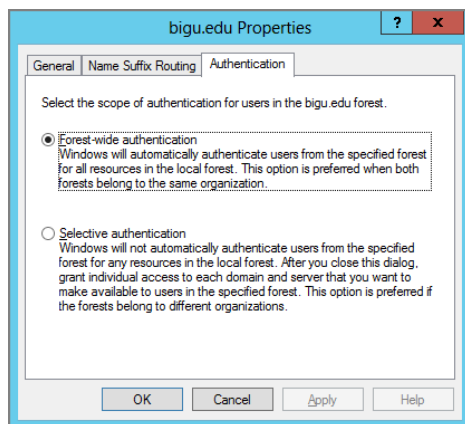 bigu.edu Properties
? x
General Name Suffix Routing Authentication
Select the scope of authentication for users in the bigu.edu forest.
Forest-wide authentication
Windows will automatically authenticate users from the specified forest
for all resources in the local forest. This option is preferred when both
forests belong to the same organization.
Selective authentication
Windows will not automatically authenticate users from the specified
forest for any resources in the local forest. After you close this dialog,
grant individual access to each domain and server that you want to
make available to users in the specified forest. This option is preferred if
the forests belong to different organizations.
OK Cancel Apply Help